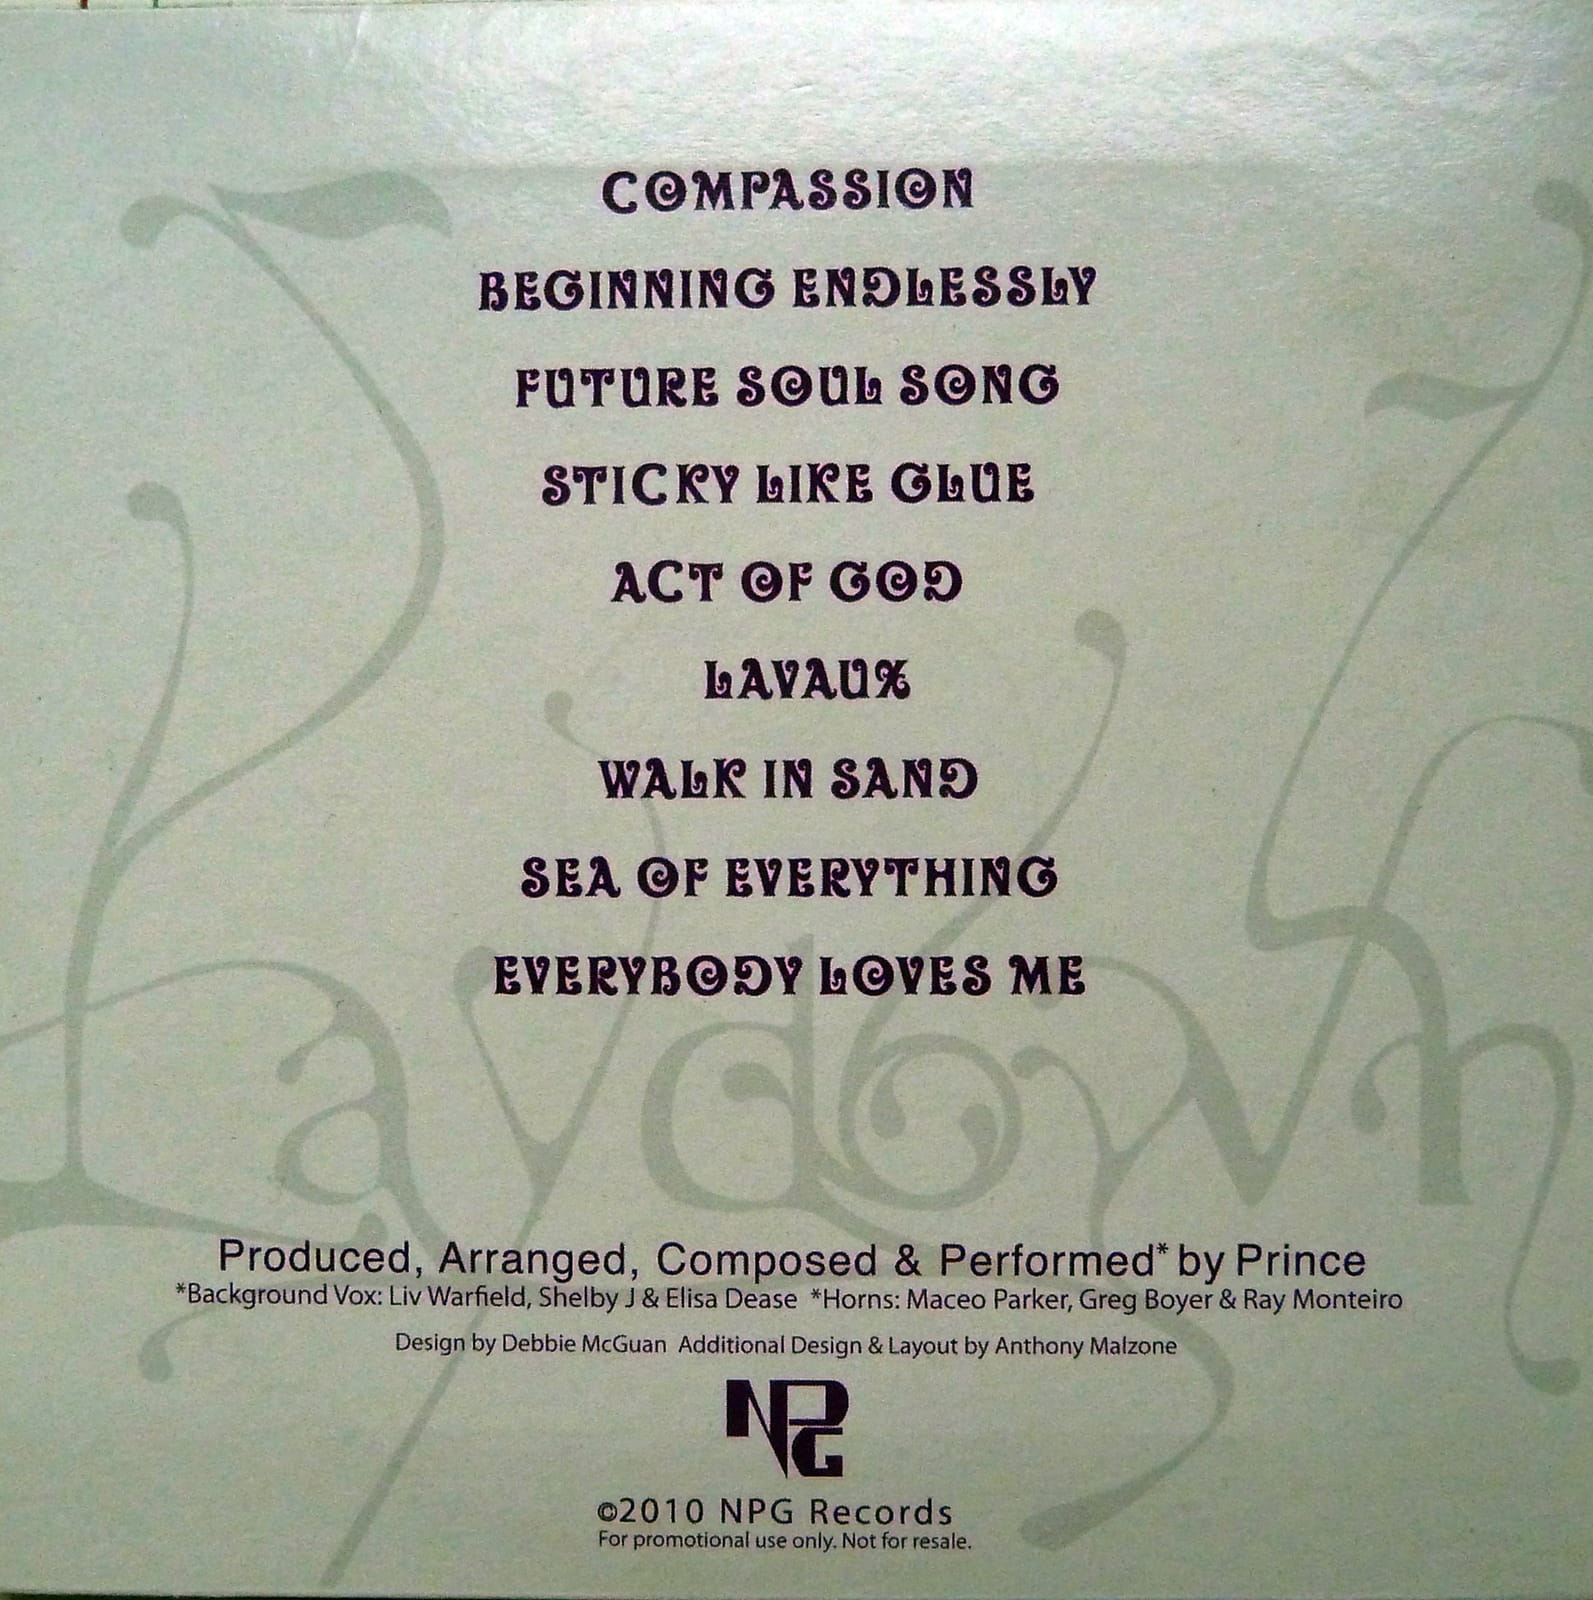 COMPASSION
BEGINNING ENDLESSLY
FUTURE SOUL SONG
STICKY LIKE GLUE
ACT OF GOD
LAVAUX
WALK IN SAND
SEA OF EVERYTHING
EVERYBODY LOVES ME
Laydown
Produced, Arranged, Composed & Performed* by Prince
*Background Vox: Liv Warfield, Shelby J & Elisa Dease *Horns: Maceo Parker, Greg Boyer & Ray Monteiro
Design by Debbie McGuan Additional Design & Layout by Anthony Malzone
NPG
©2010 NPG Records
For promotional use only. Not for resale.